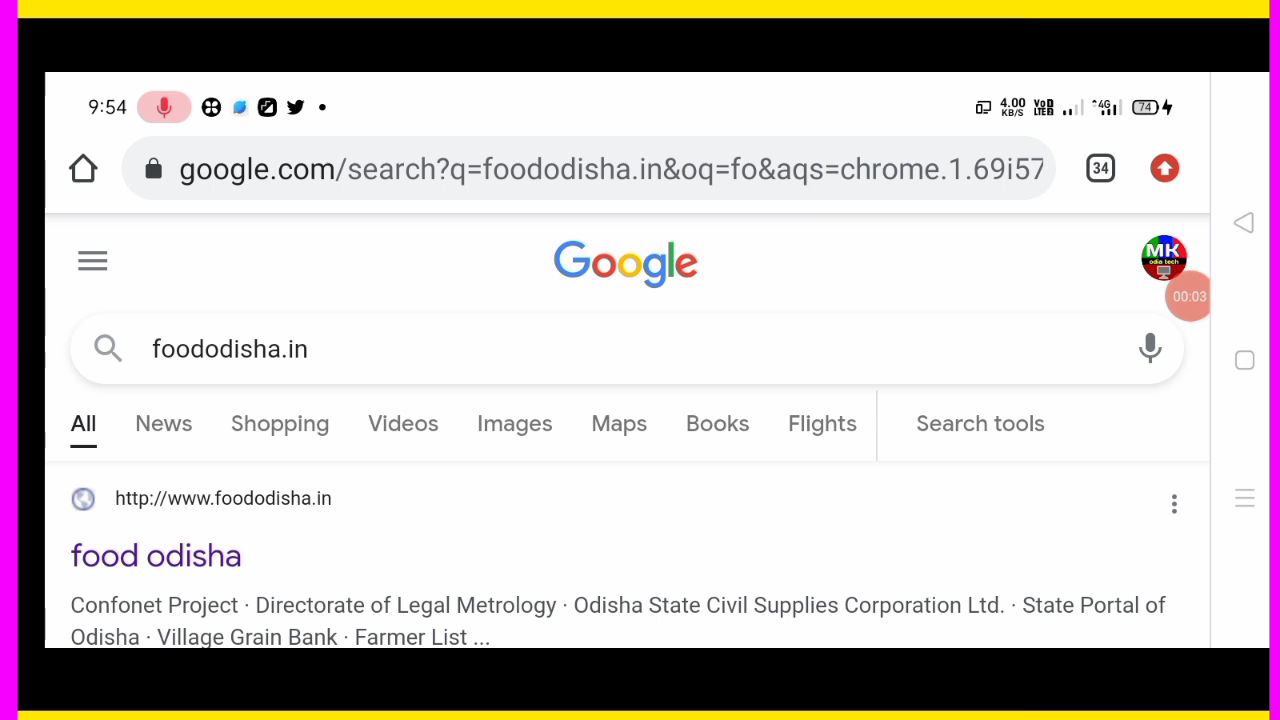 9:54 4.00 KB/S Vo LTE 4G 74
google.com/search?q=foododisha.in&oq=fo&aqs=chrome.1.69i57 34
Google
MK
odia tech
00:03
foododisha.in
All News Shopping Videos Images Maps Books Flights Search tools
http://www.foododisha.in
food odisha
Confonet Project · Directorate of Legal Metrology · Odisha State Civil Supplies Corporation Ltd. · State Portal of
Odisha · Village Grain Bank · Farmer List ...